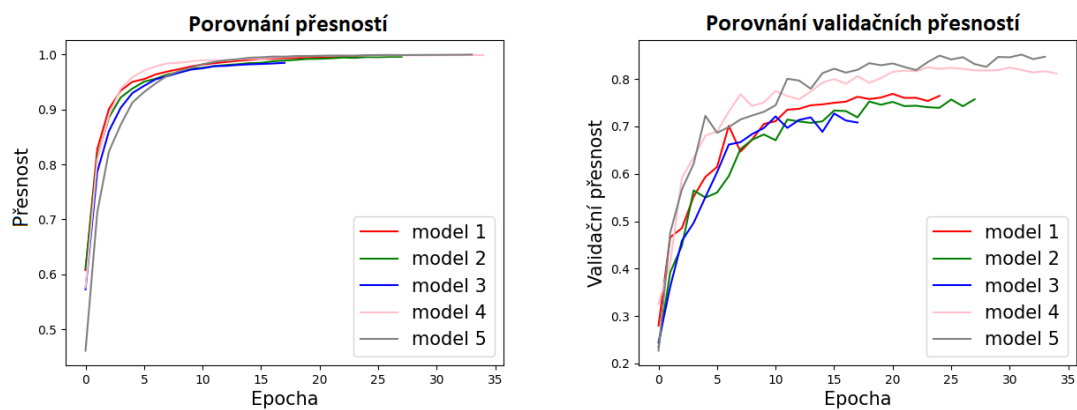 Porovnání přesností
1.0
0.9
0.8
0.7
0.6
0.5
Přesnost
0
5
10
15
20
25
30
35
Epocha
model 1
model 2
model 3
model 4
model 5
Porovnání validačních přesností
0.8
0.7
0.6
0.5
0.4
0.3
0.2
Validační přesnost
0
5
10
15
20
25
30
35
Epocha
model 1
model 2
model 3
model 4
model 5